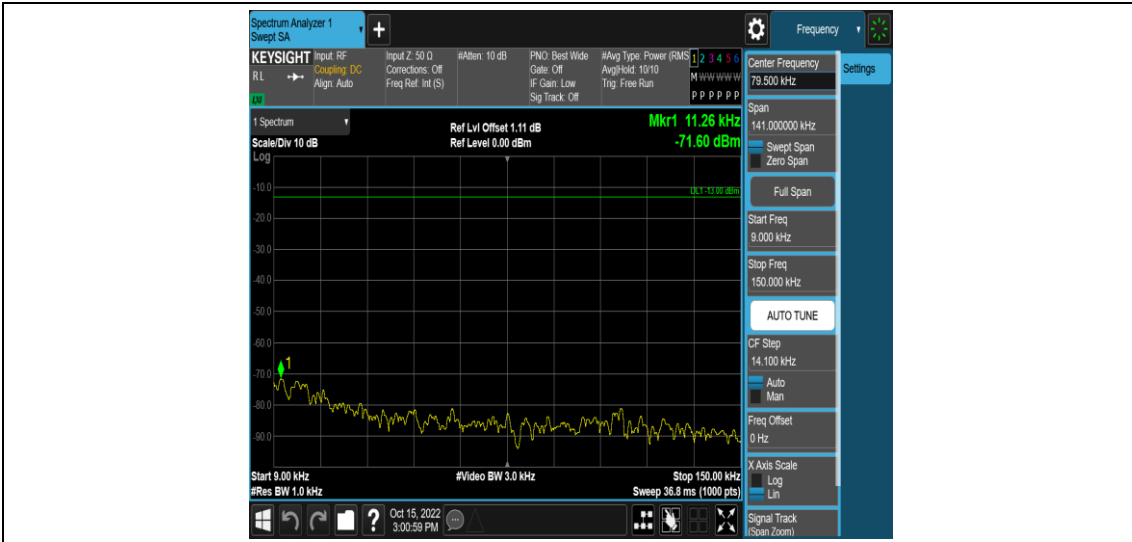 Spectrum Analyzer 1
Swept SA
+
Frequency
KEYSIGHT
RL
LXI
Input: RF
Coupling: DC
Align: Auto
Input Z: 50 Ω
Corrections: Off
Freq Ref: Int (S)
#Atten: 10 dB
PNO: Best Wide
Gate: Off
IF Gain: Low
Sig Track: Off
#Avg Type: Power (RMS
Avg|Hold: 10/10
Trig: Free Run
1 2 3 4 5 6
M W W W W W
P P P P P P
1 Spectrum
Scale/Div 10 dB
Log
Ref Lvl Offset 1.11 dB
Ref Level 0.00 dBm
Mkr1 11.26 kHz
-71.60 dBm
DL1 -13.00 dBm
-10.0
-20.0
-30.0
-40.0
-50.0
-60.0
-70.0
-80.0
-90.0
1
Start 9.00 kHz
#Res BW 1.0 kHz
#Video BW 3.0 kHz
Stop 150.00 kHz
Sweep 36.8 ms (1000 pts)
Center Frequency
79.500 kHz
Settings
Span
141.000000 kHz
Swept Span
Zero Span
Full Span
Start Freq
9.000 kHz
Stop Freq
150.000 kHz
AUTO TUNE
CF Step
14.100 kHz
Auto
Man
Freq Offset
0 Hz
X Axis Scale
Log
Lin
Signal Track
(Span Zoom)
?
Oct 15, 2022
3:00:59 PM